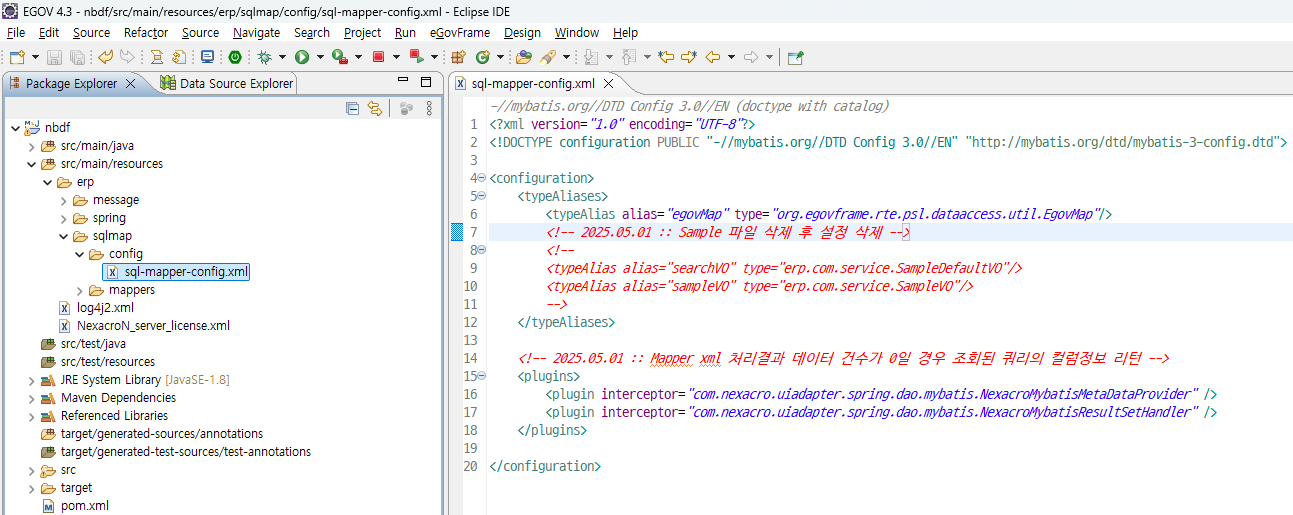 EGOV 4.3 - nbdf/src/main/resources/erp/sqlmap/config/sql-mapper-config.xml - Eclipse IDE
File Edit Source Refactor Source Navigate Search Project Run eGovFrame Design Window Help
Package Explorer
Data Source Explorer
nbdf
src/main/java
src/main/resources
erp
message
spring
sqlmap
config
sql-mapper-config.xml
mappers
log4j2.xml
NexacroN_server_license.xml
src/test/java
src/test/resources
JRE System Library [JavaSE-1.8]
Maven Dependencies
Referenced Libraries
target/generated-sources/annotations
target/generated-test-sources/test-annotations
src
target
pom.xml
sql-mapper-config.xml
-//mybatis.org//DTD Config 3.0//EN (doctype with catalog)
1 <?xml version="1.0" encoding="UTF-8"?>
2 <!DOCTYPE configuration PUBLIC "-//mybatis.org//DTD Config 3.0//EN" "http://mybatis.org/dtd/mybatis-3-config.dtd">
3
4 <configuration>
5 <typeAliases>
6 <typeAlias alias="egovMap" type="org.egovframe.rte.psl.dataaccess.util.EgovMap"/>
7 <!-- 2025.05.01 :: Sample 파일 삭제 후 설정 삭제 -->
8 <!--
9 <typeAlias alias="searchVO" type="erp.com.service.SampleDefaultVO"/>
10 <typeAlias alias="sampleVO" type="erp.com.service.SampleVO"/>
11 -->
12 </typeAliases>
13
14 <!-- 2025.05.01 :: Mapper xml 처리결과 데이터 건수가 0일 경우 조회된 쿼리의 컬럼정보 리턴 -->
15 <plugins>
16 <plugin interceptor="com.nexacro.uiadapter.spring.dao.mybatis.NexacroMybatisMetaDataProvider" />
17 <plugin interceptor="com.nexacro.uiadapter.spring.dao.mybatis.NexacroMybatisResultSetHandler" />
18 </plugins>
19
20 </configuration>